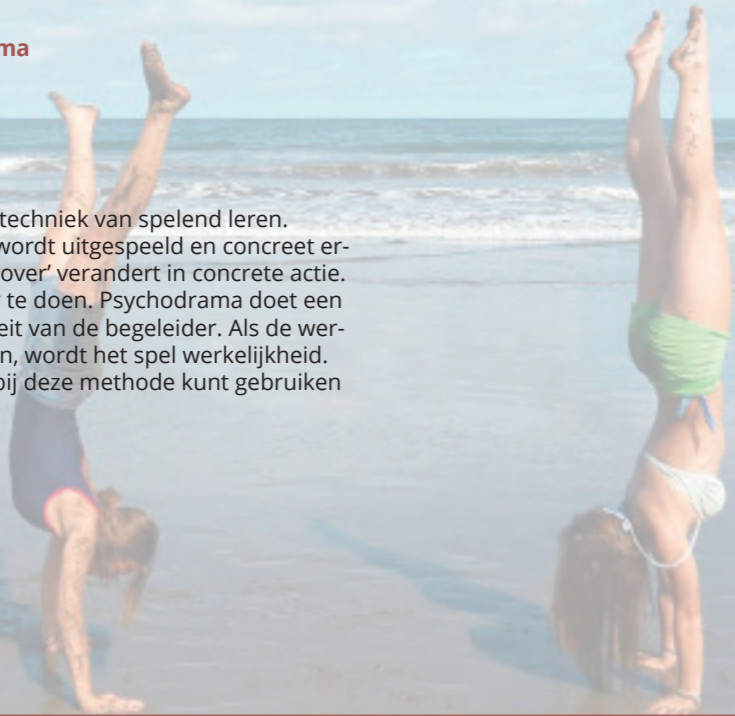 ma
techniek van spelend leren.
wordt uitgespeeld en concreet er-
over’ verandert in concrete actie.
te doen. Psychodrama doet een
eit van de begeleider. Als de wer-
n, wordt het spel werkelijkheid.
bij deze methode kunt gebruiken